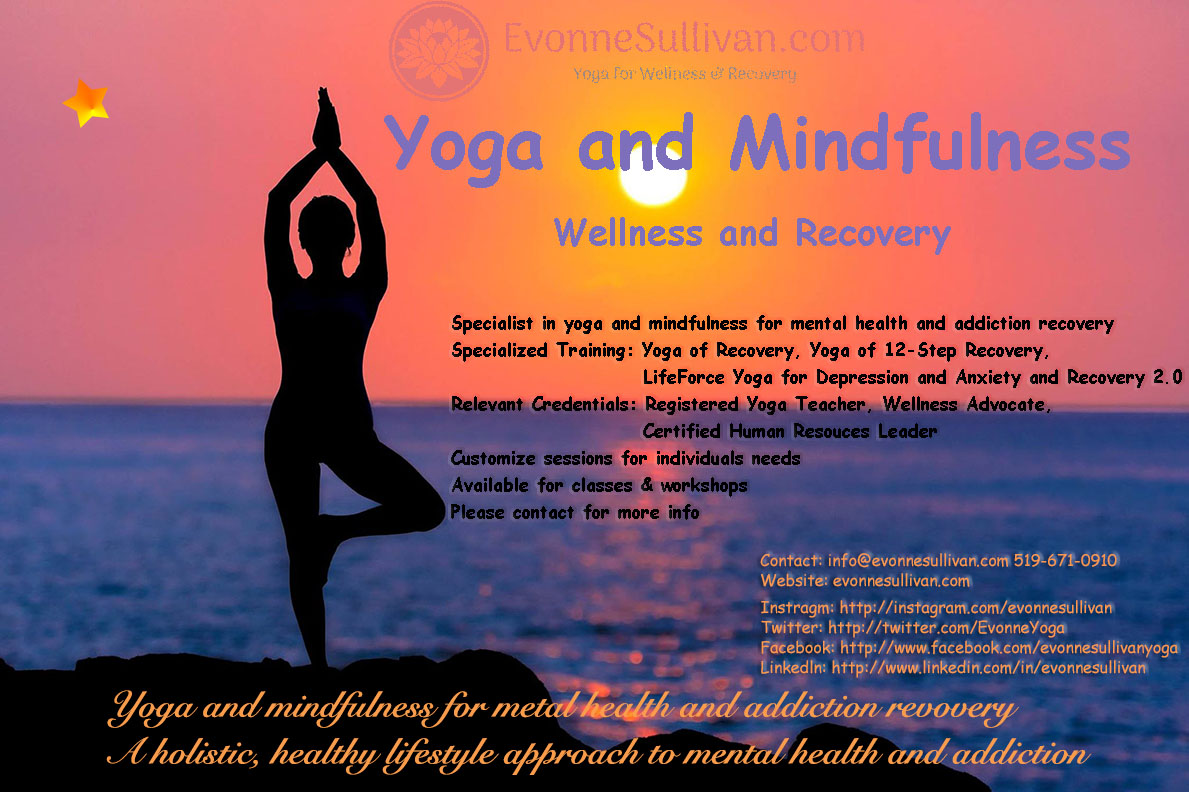 EvonneSullivan.com
Yoga for Wellness & Recovery
Yoga and Mindfulness
Wellness and Recovery
Specialist in yoga and mindfulness for mental health and addiction recovery
Specialized Training: Yoga of Recovery, Yoga of 12-Step Recovery,
LifeForce Yoga for Depression and Anxiety and Recovery 2.0
Relevant Credentials: Registered Yoga Teacher, Wellness Advocate,
Certified Human Resouces Leader
Customize sessions for individuals needs
Available for classes & workshops
Please contact for more info
Contact: info@evonnesullivan.com 519-671-0910
Website: evonnesullivan.com
Instragm: http://instagram.com/evonnesullivan
Twitter: http://twitter.com/EvonneYoga
Facebook: http://www.facebook.com/evonnesullivanyoga
LinkedIn: http://www.linkedin.com/in/evonnesullivan
Yoga and mindfulness for metal health and addiction revovery
A holistic, healthy lifestyle approach to mental health and addiction